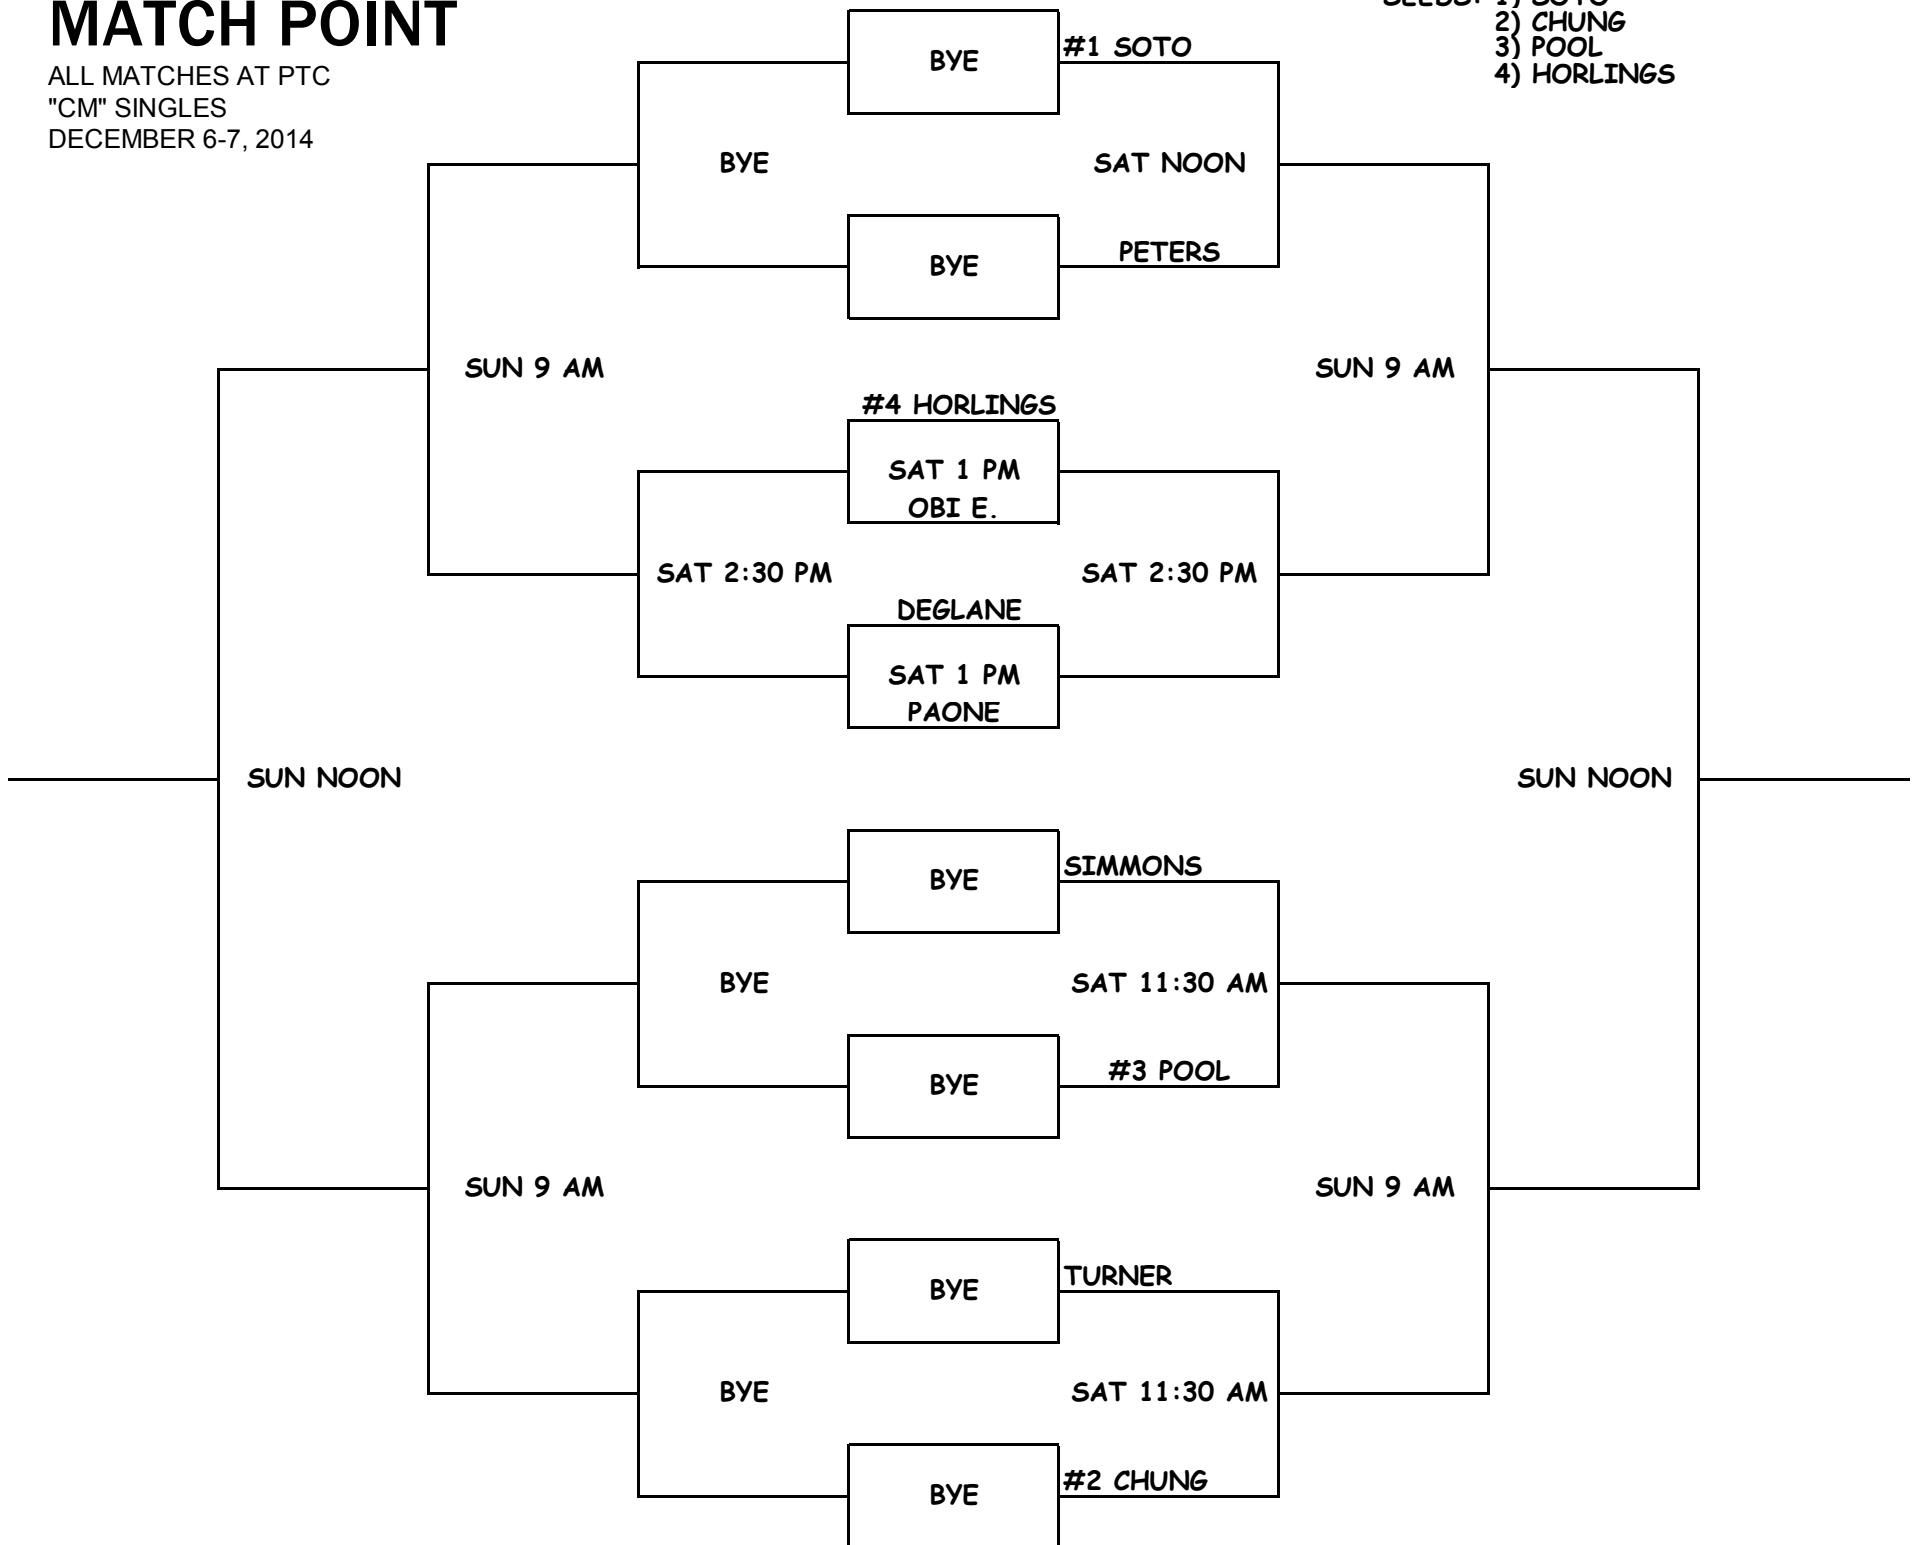 MATCH POINT
ALL MATCHES AT PTC
"CM" SINGLES
DECEMBER 6-7, 2014
SEEDS: 1) SOTO
2) CHUNG
3) POOL
4) HORLINGS
BYE
#1 SOTO
BYE
SAT NOON
BYE
PETERS
SUN 9 AM
SUN 9 AM
#4 HORLINGS
SAT 1 PM
OBI E.
SAT 2:30 PM
SAT 2:30 PM
DEGLANE
SAT 1 PM
PAONE
SUN NOON
SUN NOON
BYE
SIMMONS
BYE
SAT 11:30 AM
BYE
#3 POOL
SUN 9 AM
SUN 9 AM
BYE
TURNER
BYE
SAT 11:30 AM
BYE
#2 CHUNG